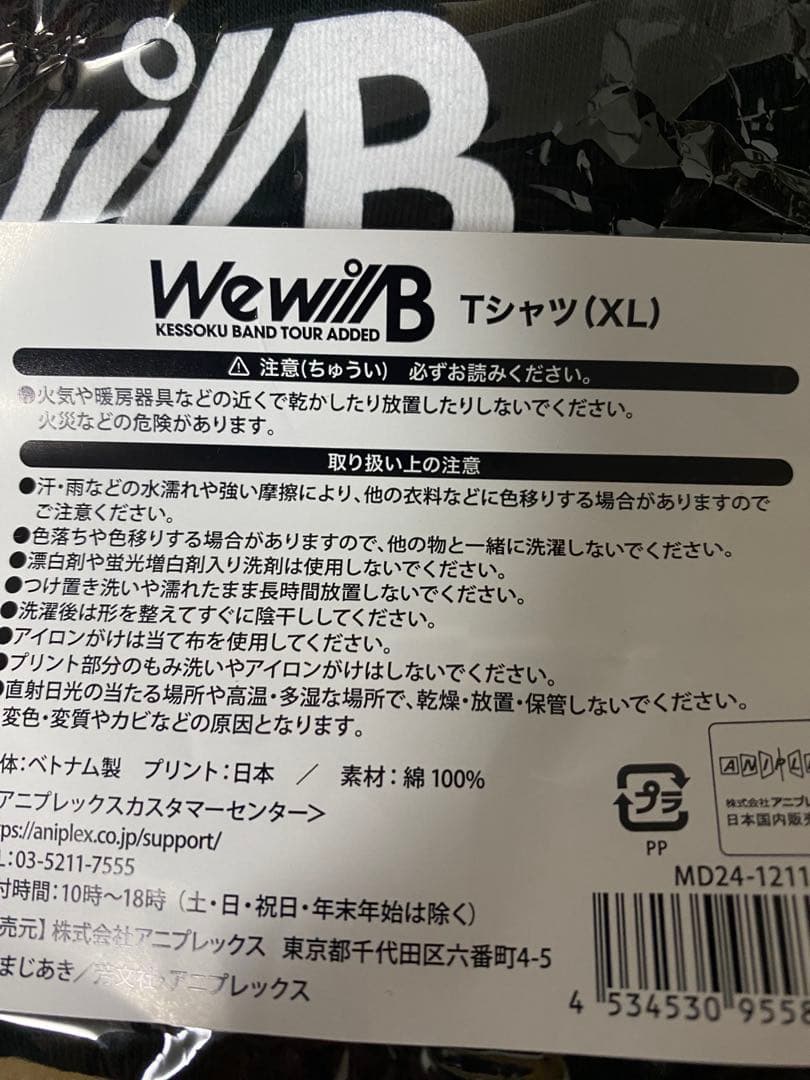 will B
We will B Tシャツ(XL)
KESSOKU BAND TOUR ADDED
⚠ 注意(ちゅうい) 必ずお読みください。
●火気や暖房器具などの近くで乾かしたり放置したりしないでください。
火災などの危険があります。
取り扱い上の注意
●汗・雨などの水濡れや強い摩擦により、他の衣料などに色移りする場合がありますので
ご注意ください。
●色落ちや色移りする場合がありますので、他の物と一緒に洗濯しないでください。
●漂白剤や蛍光増白剤入り洗剤は使用しないでください。
●つけ置き洗いや濡れたまま長時間放置しないでください。
●洗濯後は形を整えてすぐに陰干ししてください。
●アイロンがけは当て布を使用してください。
●プリント部分のもみ洗いやアイロンがけはしないでください。
●直射日光の当たる場所や高温・多湿な場所で、乾燥・放置・保管しないでください。
変色・変質やカビなどの原因となります。
体:ベトナム製 プリント:日本 / 素材:綿100%
アニプレックスカスタマーセンター>
ps://aniplex.co.jp/support/
L:03-5211-7555
付時間:10時〜18時(土・日・祝日・年末年始は除く)
売元】株式会社アニプレックス 東京都千代田区六番町4-5
まじあき/芳文社・アニプレックス
プラ
PP
ANIPL
株式会社アニプレ
日本国内販売
MD24-1211
4 534530 9558